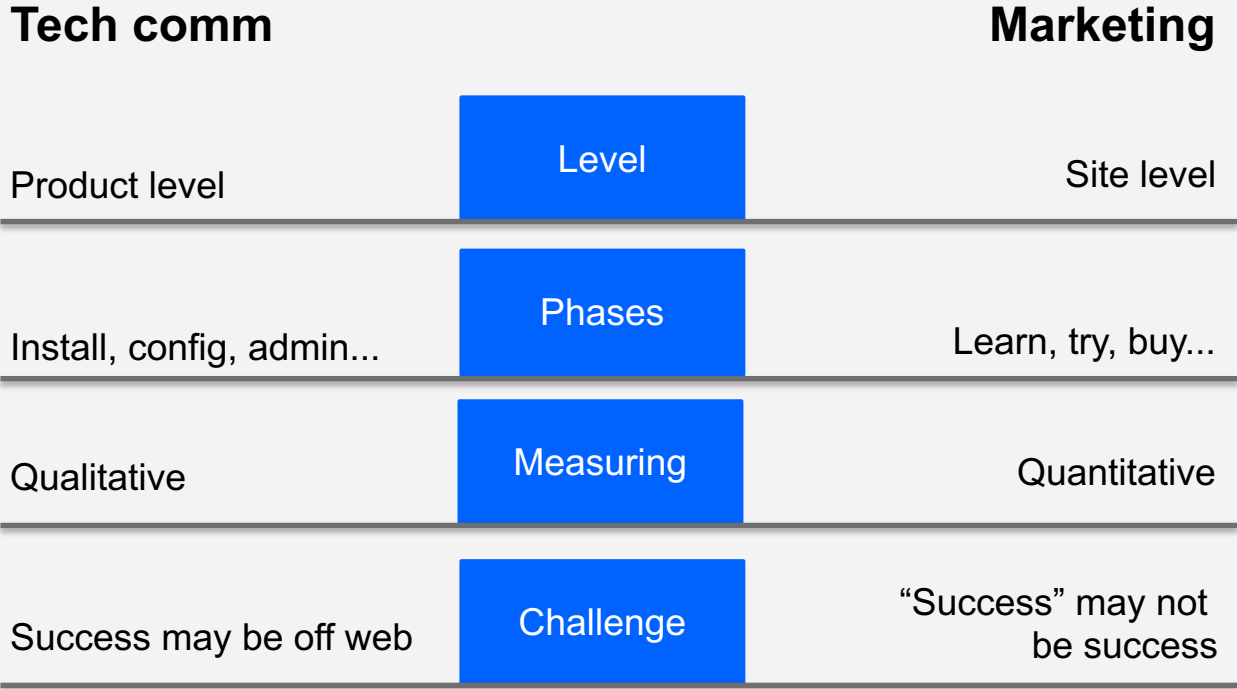 Tech comm
Marketing
Product level
Level
Site level
Install, config, admin...
Phases
Learn, try, buy...
Qualitative
Measuring
Quantitative
Success may be off web
Challenge
“Success” may not
be success